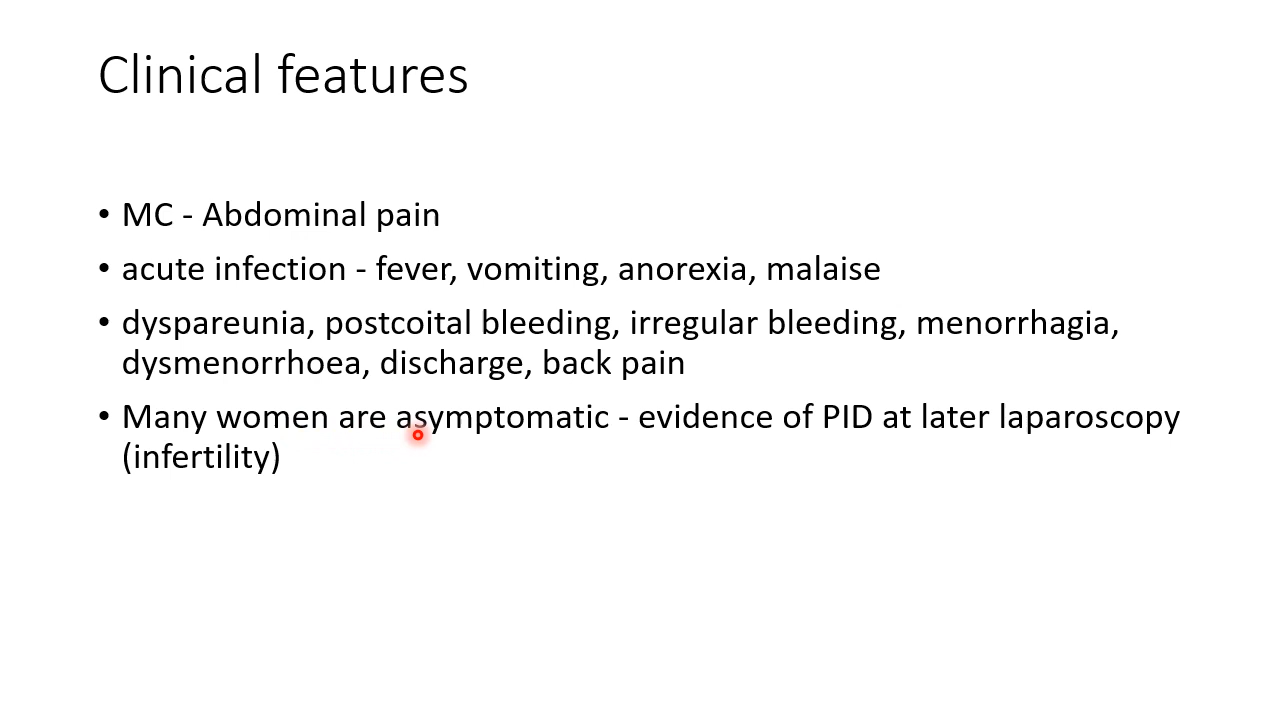 Clinical features
• MC - Abdominal pain
• acute infection - fever, vomiting, anorexia, malaise
• dyspareunia, postcoital bleeding, irregular bleeding, menorrhagia,
dysmenorrhoea, discharge, back pain
• Many women are asymptomatic - evidence of PID at later laparoscopy
(infertility)